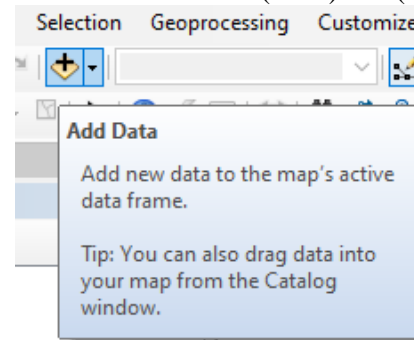 Selection Geoprocessing Customize
Add Data
Add new data to the map's active
data frame.
Tip: You can also drag data into
your map from the Catalog
window.